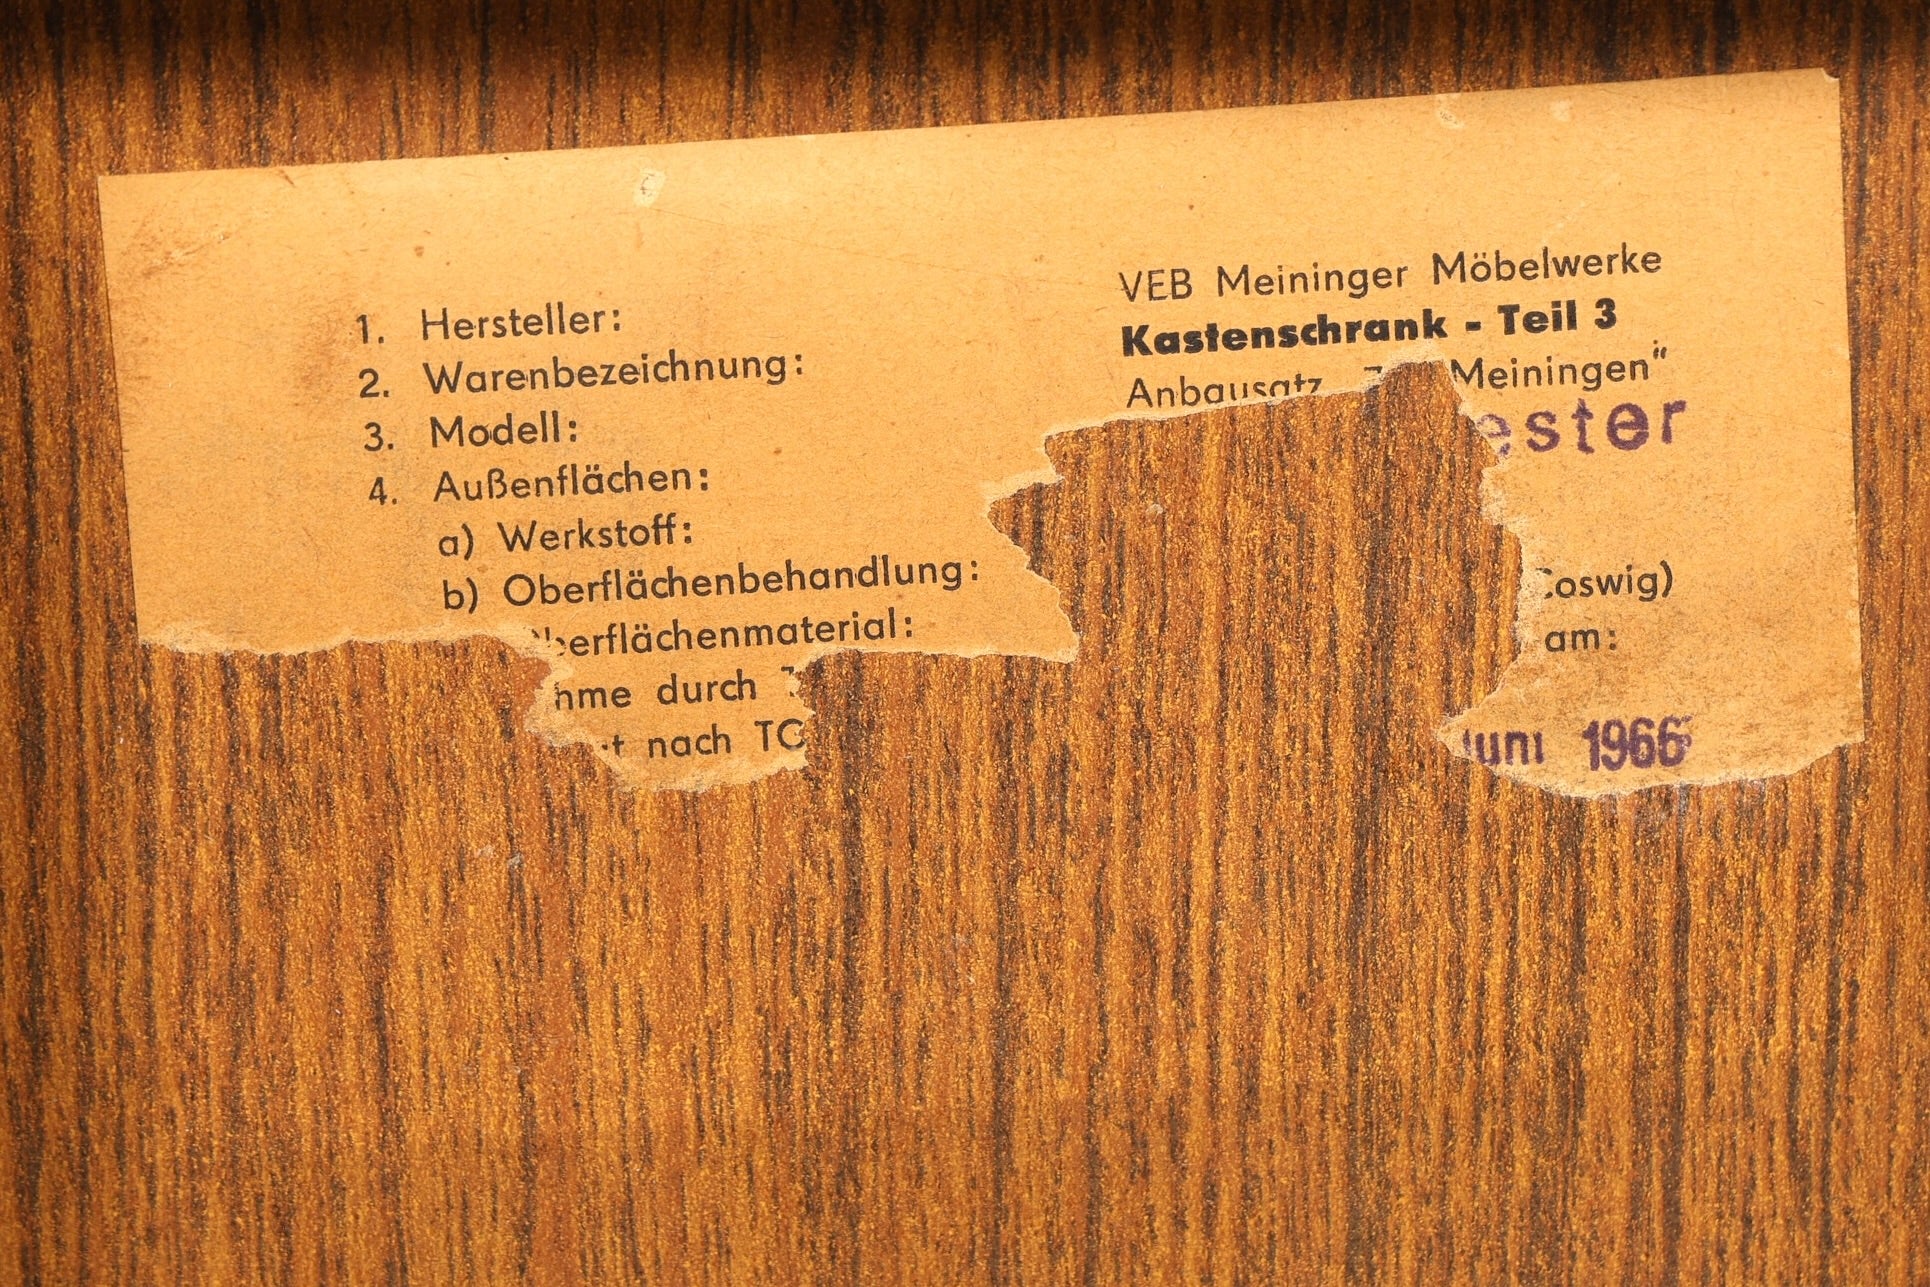 1. Hersteller: VEB Meininger Möbelwerke
2. Warenbezeichnung: Kastenschrank - Teil 3
3. Modell: Anbausatz Meiningen"
4. Außenflächen:
a) Werkstoff:
b) Oberflächenbehandlung: Coswig)
berflächenmaterial: am:
hme durch
nach 1966